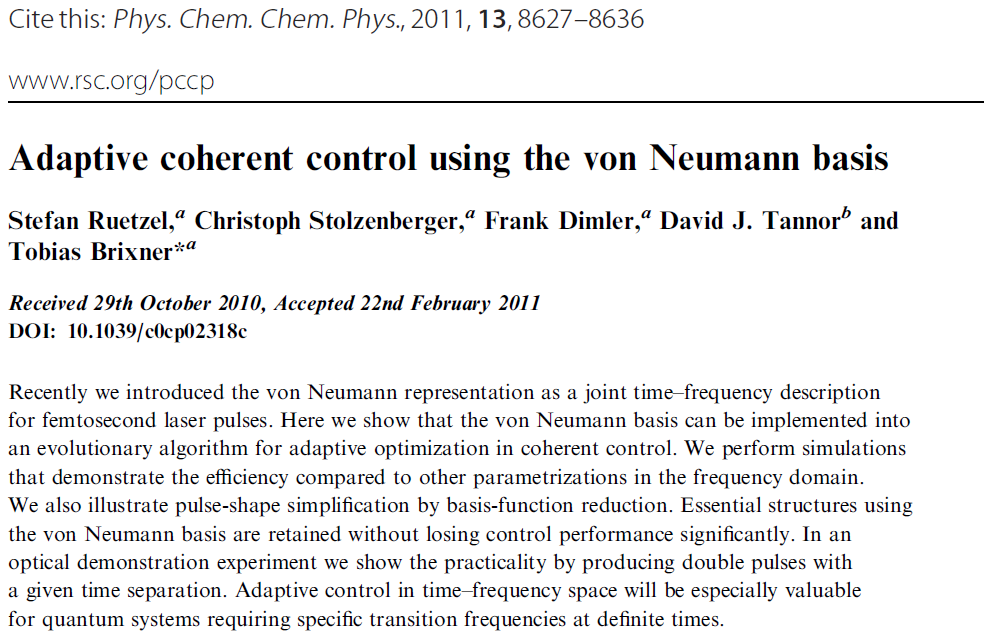 Cite this: Phys. Chem. Chem. Phys., 2011, 13, 8627–8636
www.rsc.org/pccp
Adaptive coherent control using the von Neumann basis
Stefan Ruetzel,a Christoph Stolzenberger,a Frank Dimler,a David J. Tannorb and
Tobias Brixner*a
Received 29th October 2010, Accepted 22nd February 2011
DOI: 10.1039/c0cp02318c
Recently we introduced the von Neumann representation as a joint time–frequency description
for femtosecond laser pulses. Here we show that the von Neumann basis can be implemented into
an evolutionary algorithm for adaptive optimization in coherent control. We perform simulations
that demonstrate the efficiency compared to other parametrizations in the frequency domain.
We also illustrate pulse-shape simplification by basis-function reduction. Essential structures using
the von Neumann basis are retained without losing control performance significantly. In an
optical demonstration experiment we show the practicality by producing double pulses with
a given time separation. Adaptive control in time–frequency space will be especially valuable
for quantum systems requiring specific transition frequencies at definite times.